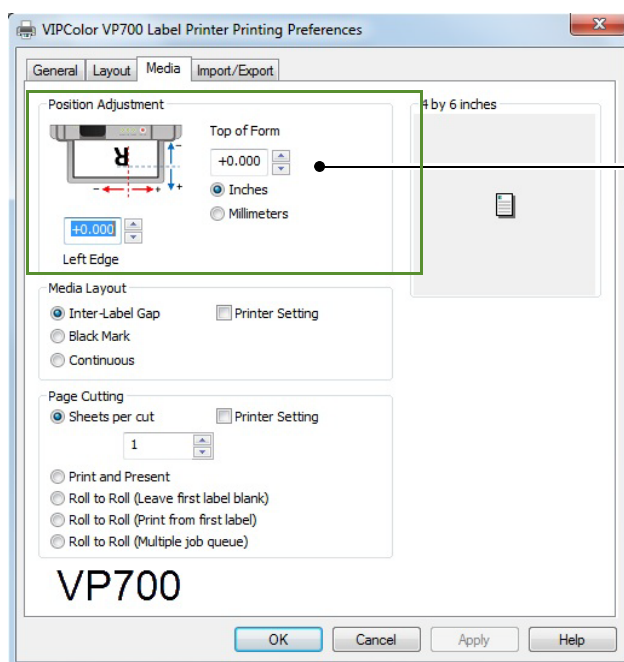 VIPColor VP700 Label Printer Printing Preferences
General Layout Media Import/Export
Position Adjustment
4 by 6 inches
Top of Form
R
+0.000
Inches
Millimeters
+0.000
Left Edge
Media Layout
Inter-Label Gap Printer Setting
Black Mark
Continuous
Page Cutting
Sheets per cut Printer Setting
1
Print and Present
Roll to Roll (Leave first label blank)
Roll to Roll (Print from first label)
Roll to Roll (Multiple job queue)
VP700
OK Cancel Apply Help